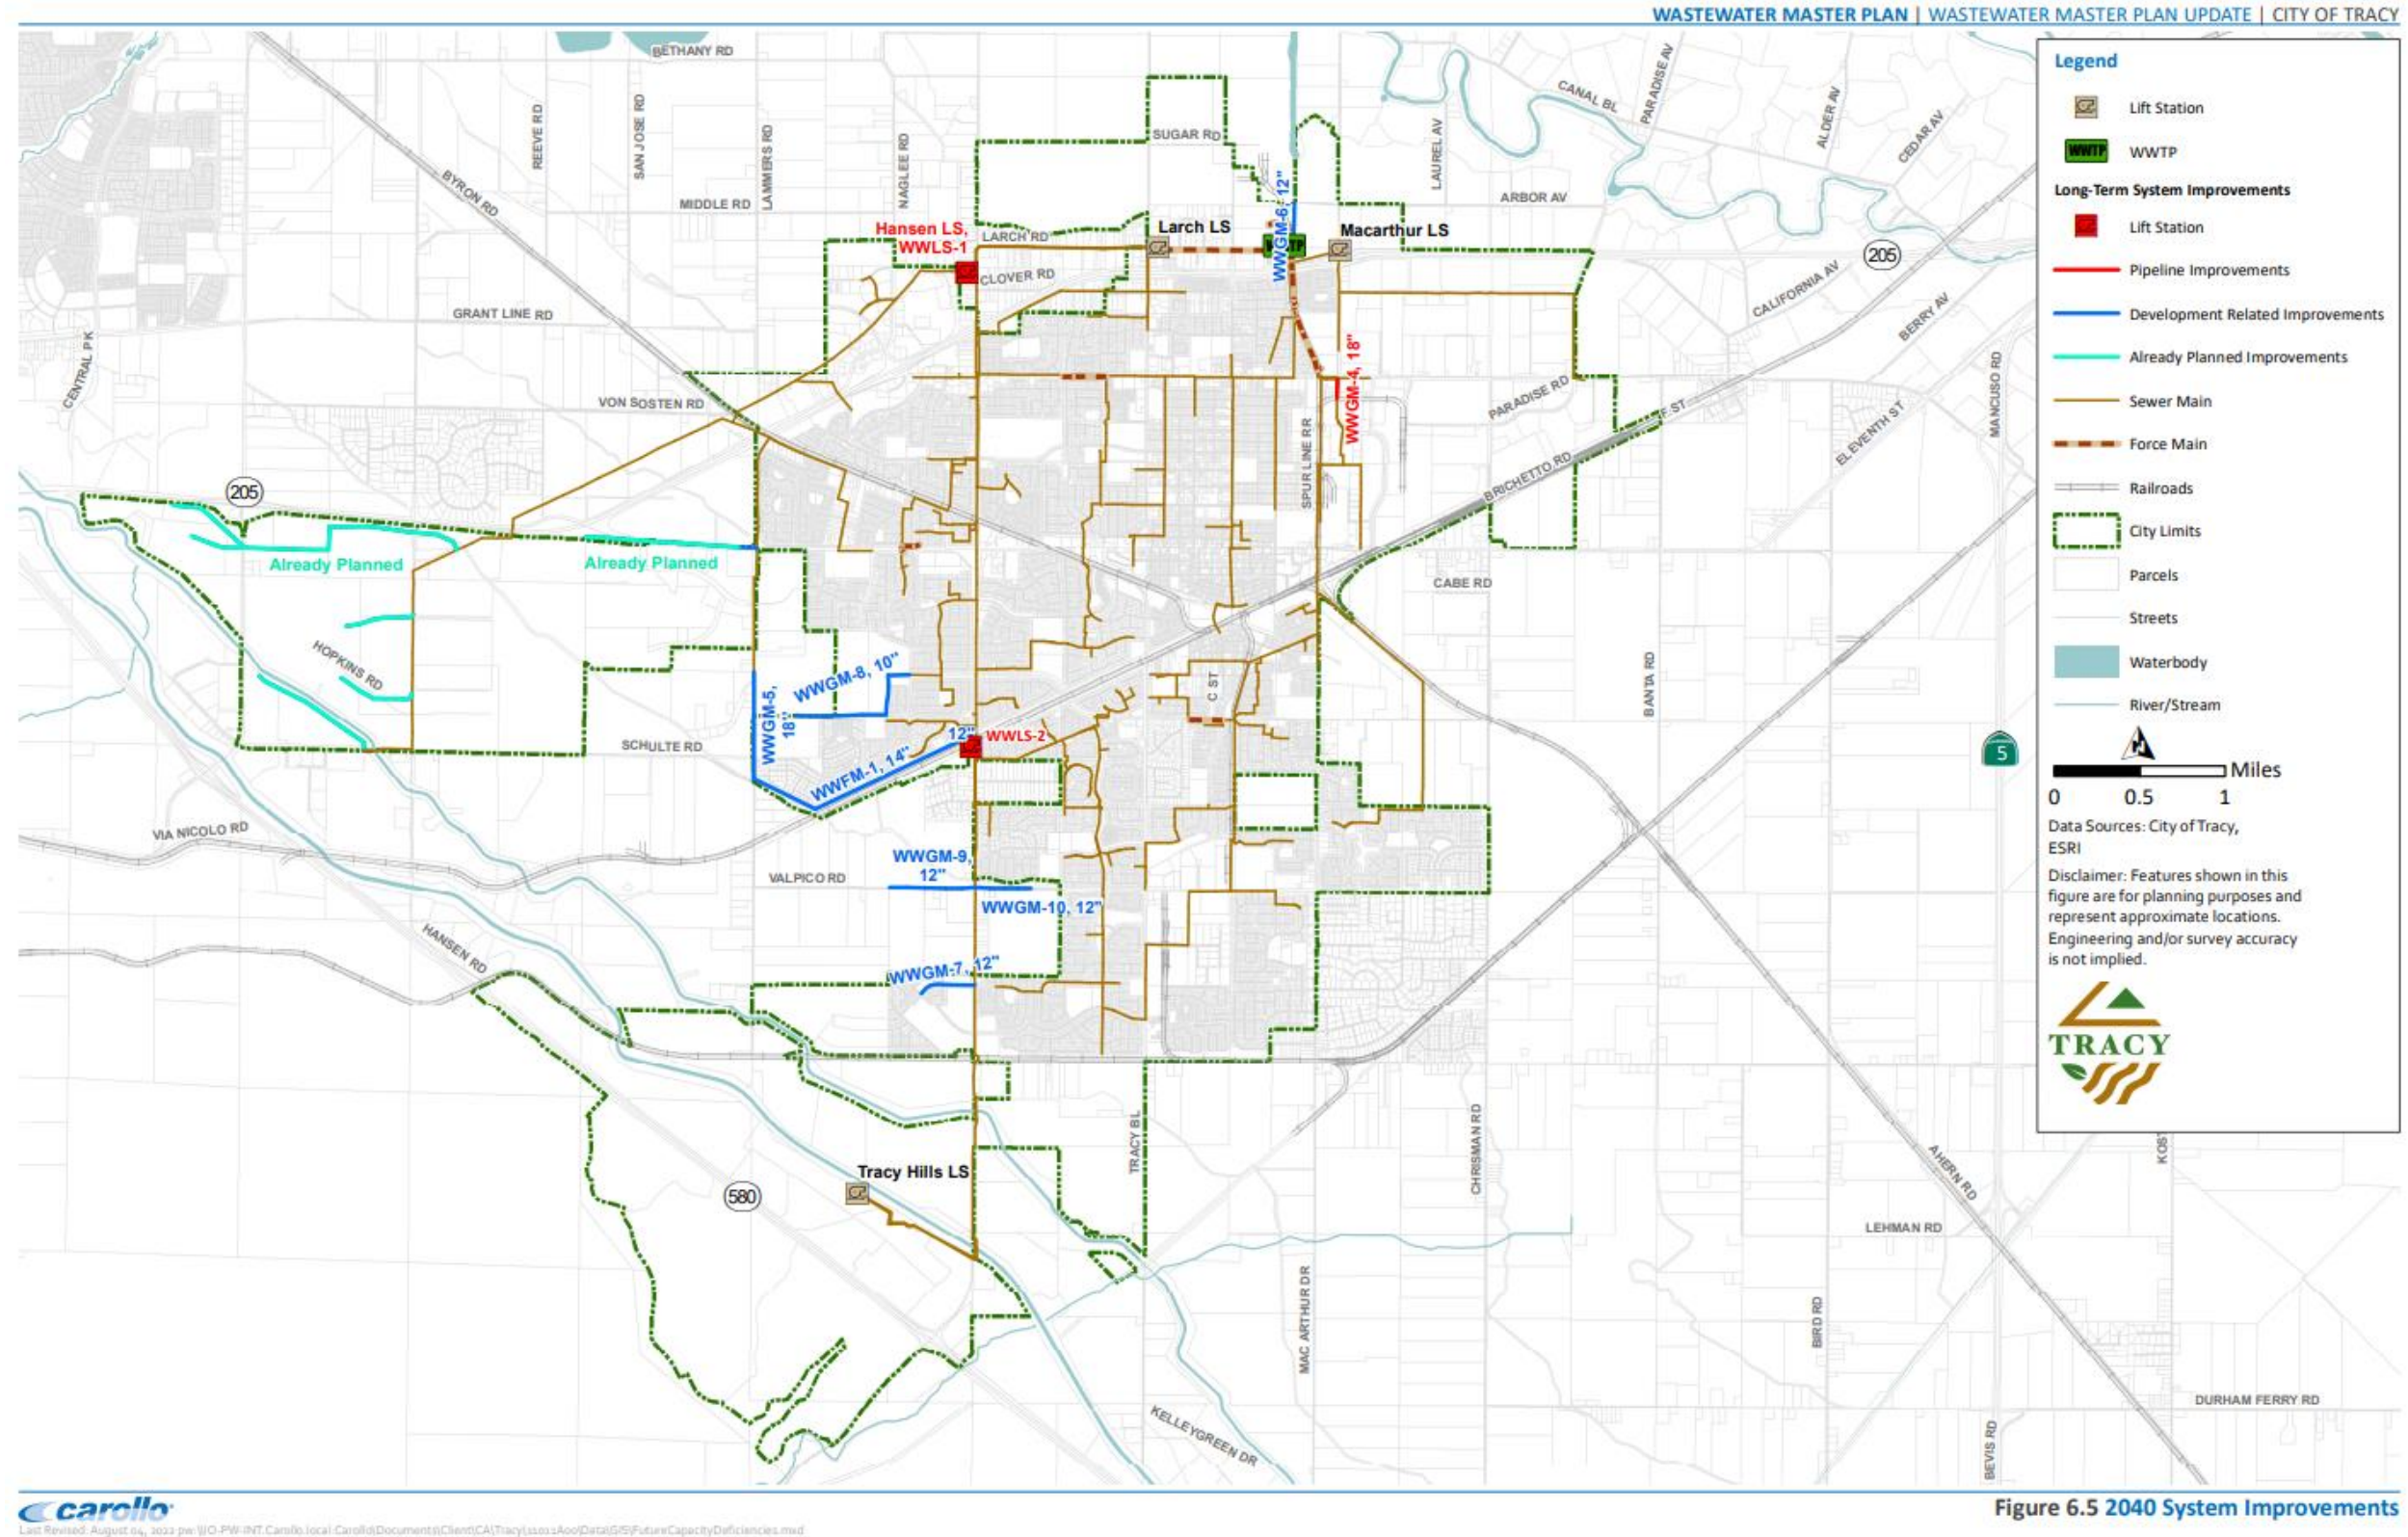 WASTEWATER MASTER PLAN | WASTEWATER MASTER PLAN UPDATE | CITY OF TRACY
BETHANY RD
REEVE RD
SAN JOSE RD
LAMMERS RD
NAGLEE RD
SUGAR RD
LAUREL AV
CANAL BL
PARADISE AV
ALDER AV
CEDAR AV
BYRON RD
MIDDLE RD
ARBOR AV
Hansen LS,
WWLS-1
LARCH RD
Larch LS
WWGM-6, 12"
WWTP
Macarthur LS
205
CLOVER RD
CALIFORNIA AV
BERRY AV
GRANT LINE RD
CENTRAL PK
WWGM-4, 18"
MANCUSO RD
VON SOSTEN RD
PARADISE RD
F ST
ELEVENTH ST
SPUR LINE RR
BRICHETTO RD
205
Already Planned
Already Planned
CABE RD
HOPKINS RD
WWGM-8, 10"
WWGM-5,
18"
C ST
BANTA RD
SCHULTE RD
12"
WWLS-2
WWFM-1, 14"
5
VIA NICOLO RD
WWGM-9,
12"
VALPICO RD
WWGM-10, 12"
HANSEN RD
WWGM-7, 12"
TRACY BL
CHRISMAN RD
AHERN RD
Tracy Hills LS
580
LEHMAN RD
MAC ARTHUR DR
BIRD RD
DURHAM FERRY RD
KELLEYGREEN DR
BEVIS RD
Legend
Lift Station
WWTP
WWTP
Long-Term System Improvements
Lift Station
Pipeline Improvements
Development Related Improvements
Already Planned Improvements
Sewer Main
Force Main
Railroads
City Limits
Parcels
Streets
Waterbody
River/Stream
Miles
0 0.5 1
Data Sources: City of Tracy,
ESRI
Disclaimer: Features shown in this
figure are for planning purposes and
represent approximate locations.
Engineering and/or survey accuracy
is not implied.
TRACY
carollo
Figure 6.5 2040 System Improvements
Last Revised: August 04, 2022